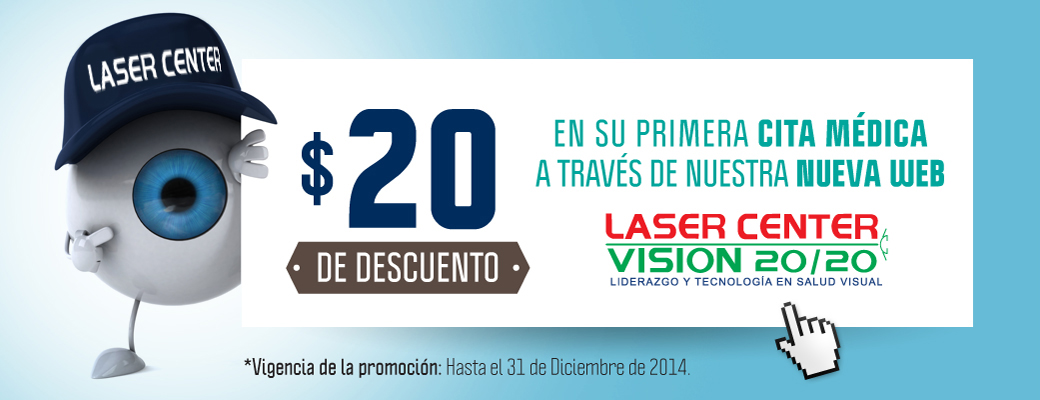 LASER CENTER
$20
DE DESCUENTO
EN SU PRIMERA CITA MÉDICA
A TRAVÉS DE NUESTRA NUEVA WEB
LASER CENTER
VISION 20/20
LIDERAZGO Y TECNOLOGÍA EN SALUD VISUAL
*Vigencia de la promoción: Hasta el 31 de Diciembre de 2014.